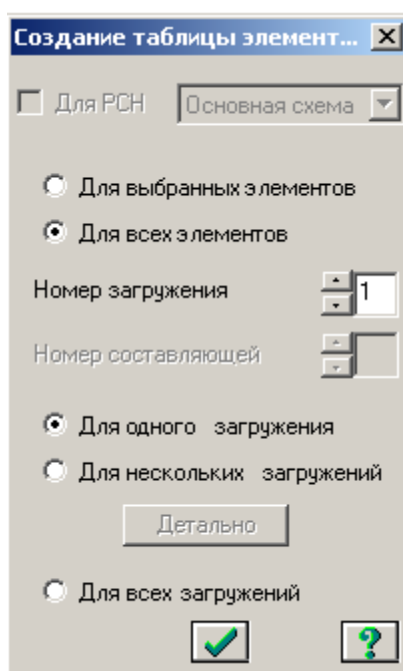 Создание таблицы элемент...
Для РСН Основная схема
Для выбранных элементов
Для всех элементов
Номер загружения 1
Номер составляющей
Для одного загружения
Для нескольких загружений
Детально
Для всех загружений